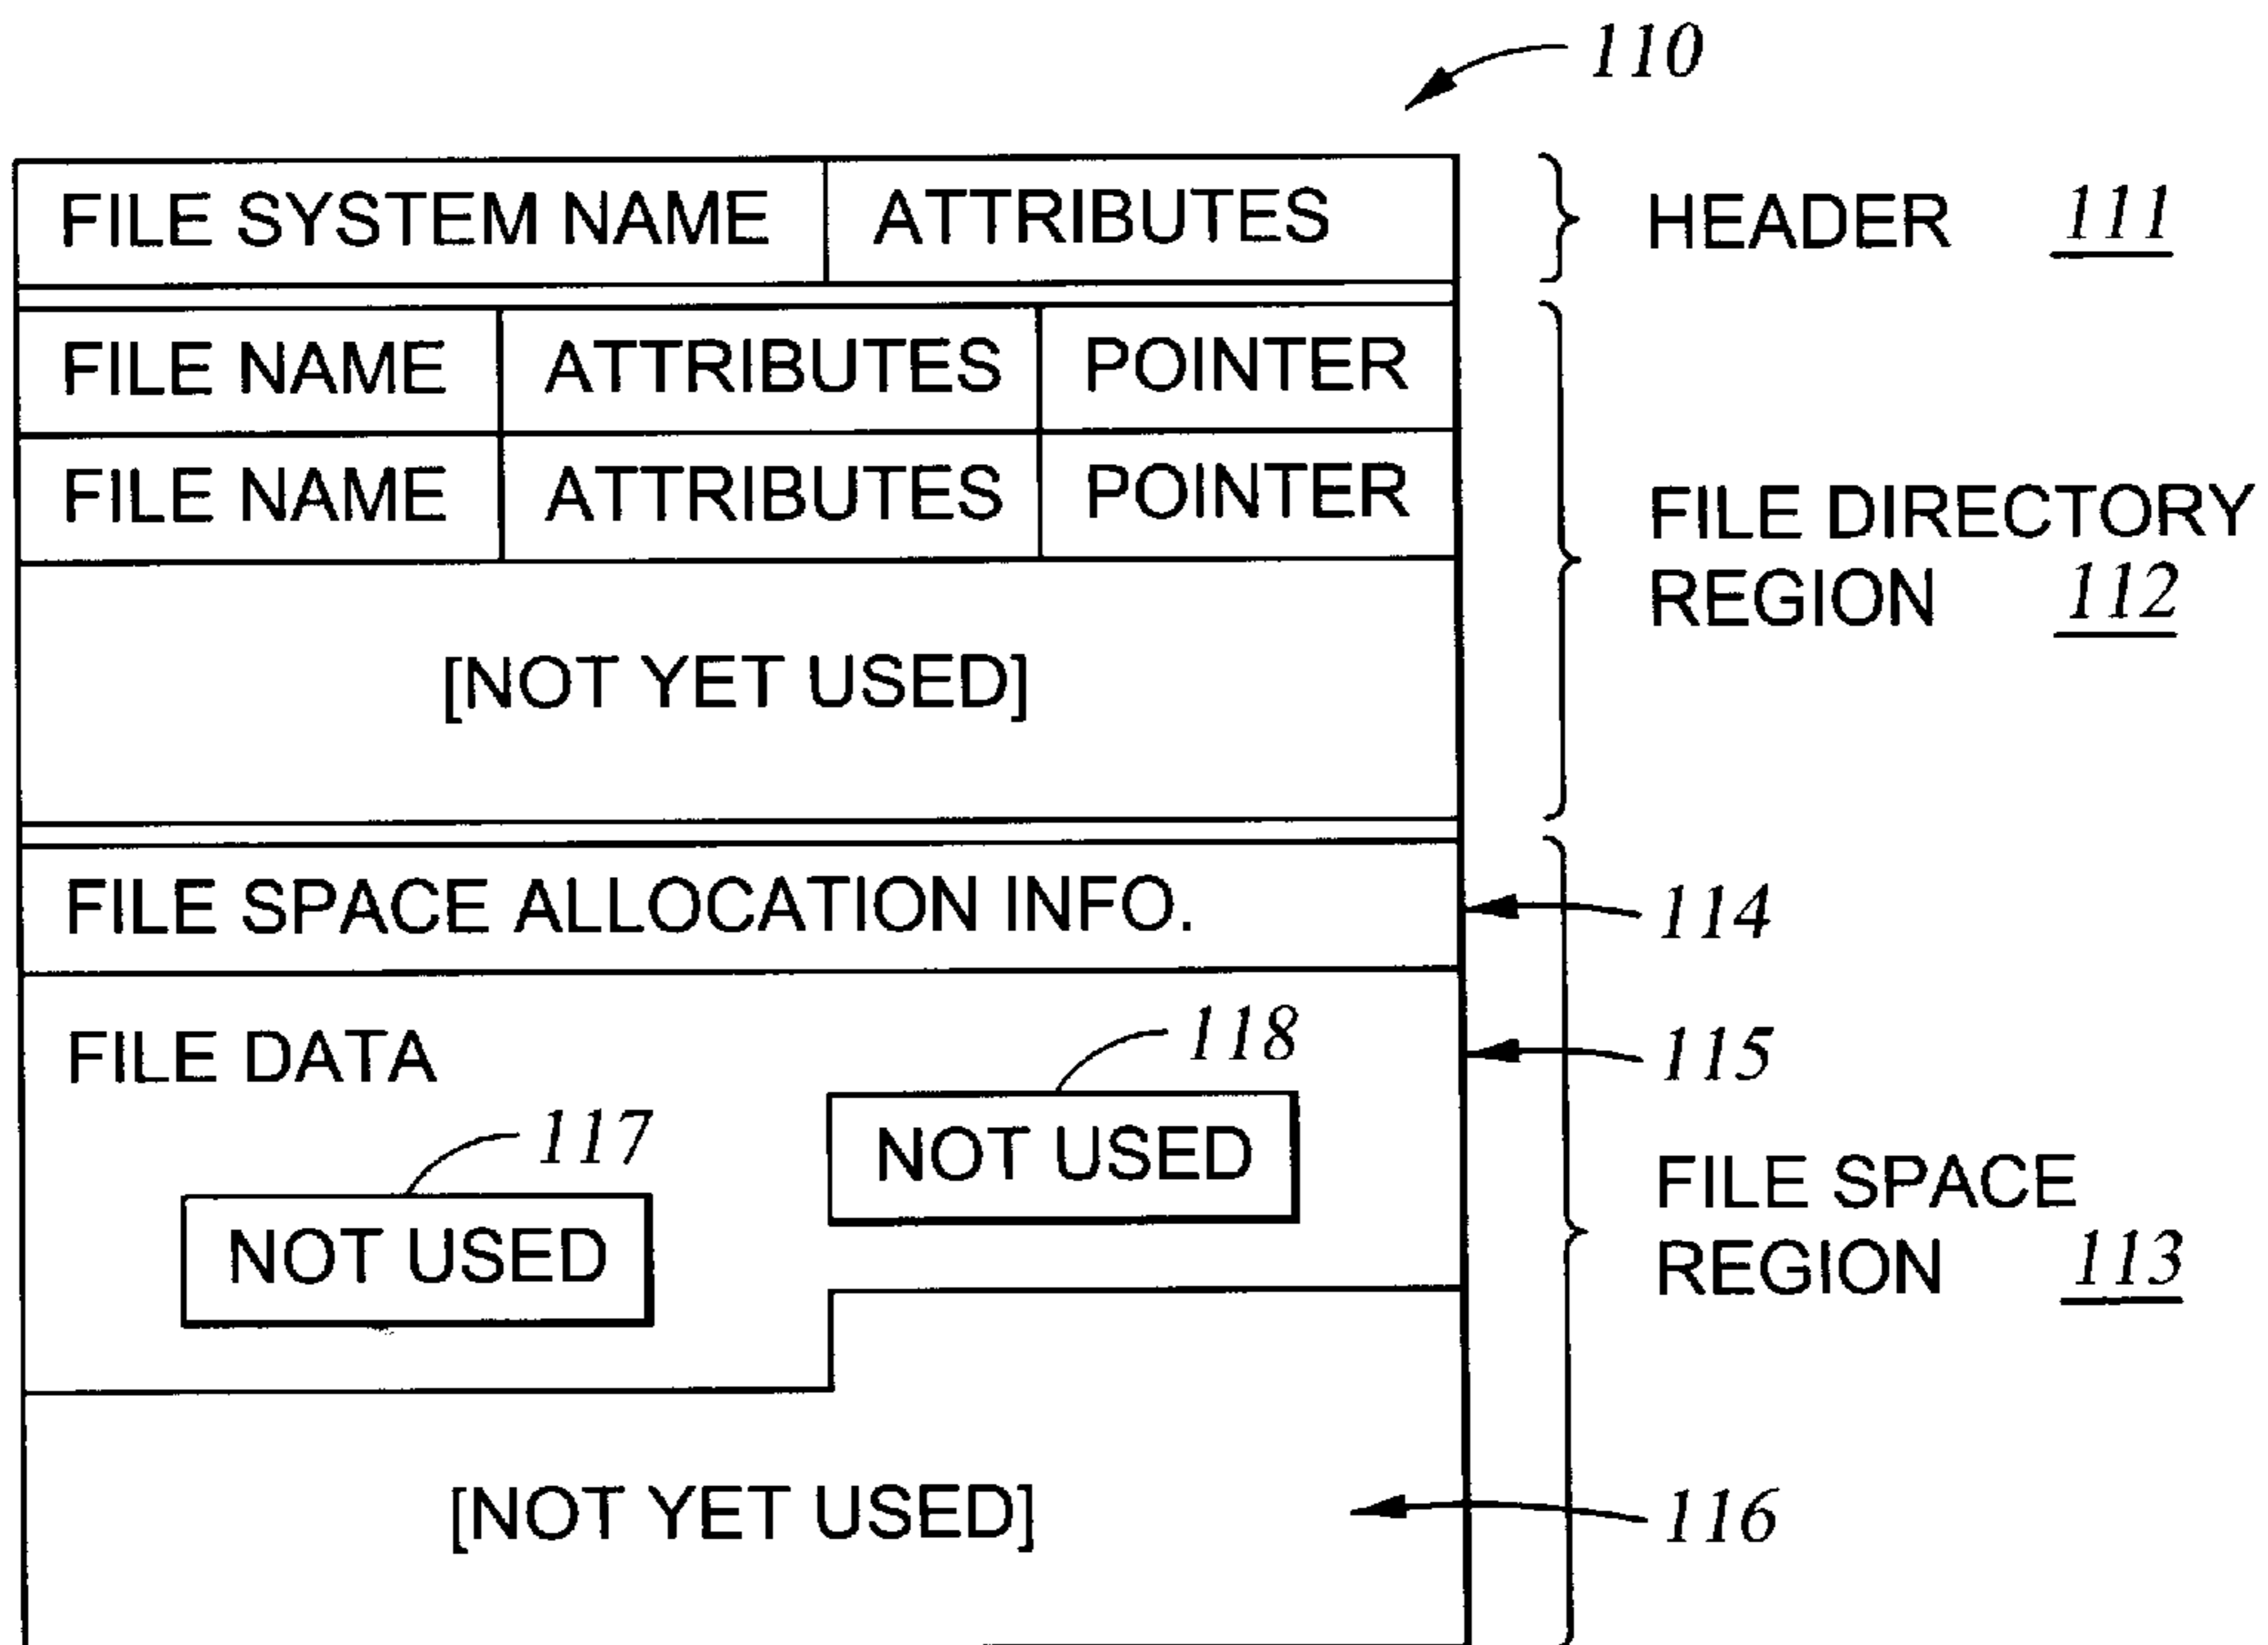 110
FILE SYSTEM NAME ATTRIBUTES HEADER 111
FILE NAME ATTRIBUTES POINTER
FILE NAME ATTRIBUTES POINTER
FILE DIRECTORY
REGION 112
[NOT YET USED]
FILE SPACE ALLOCATION INFO. 114
FILE DATA 118 115
117 NOT USED
NOT USED
FILE SPACE
REGION 113
[NOT YET USED] 116